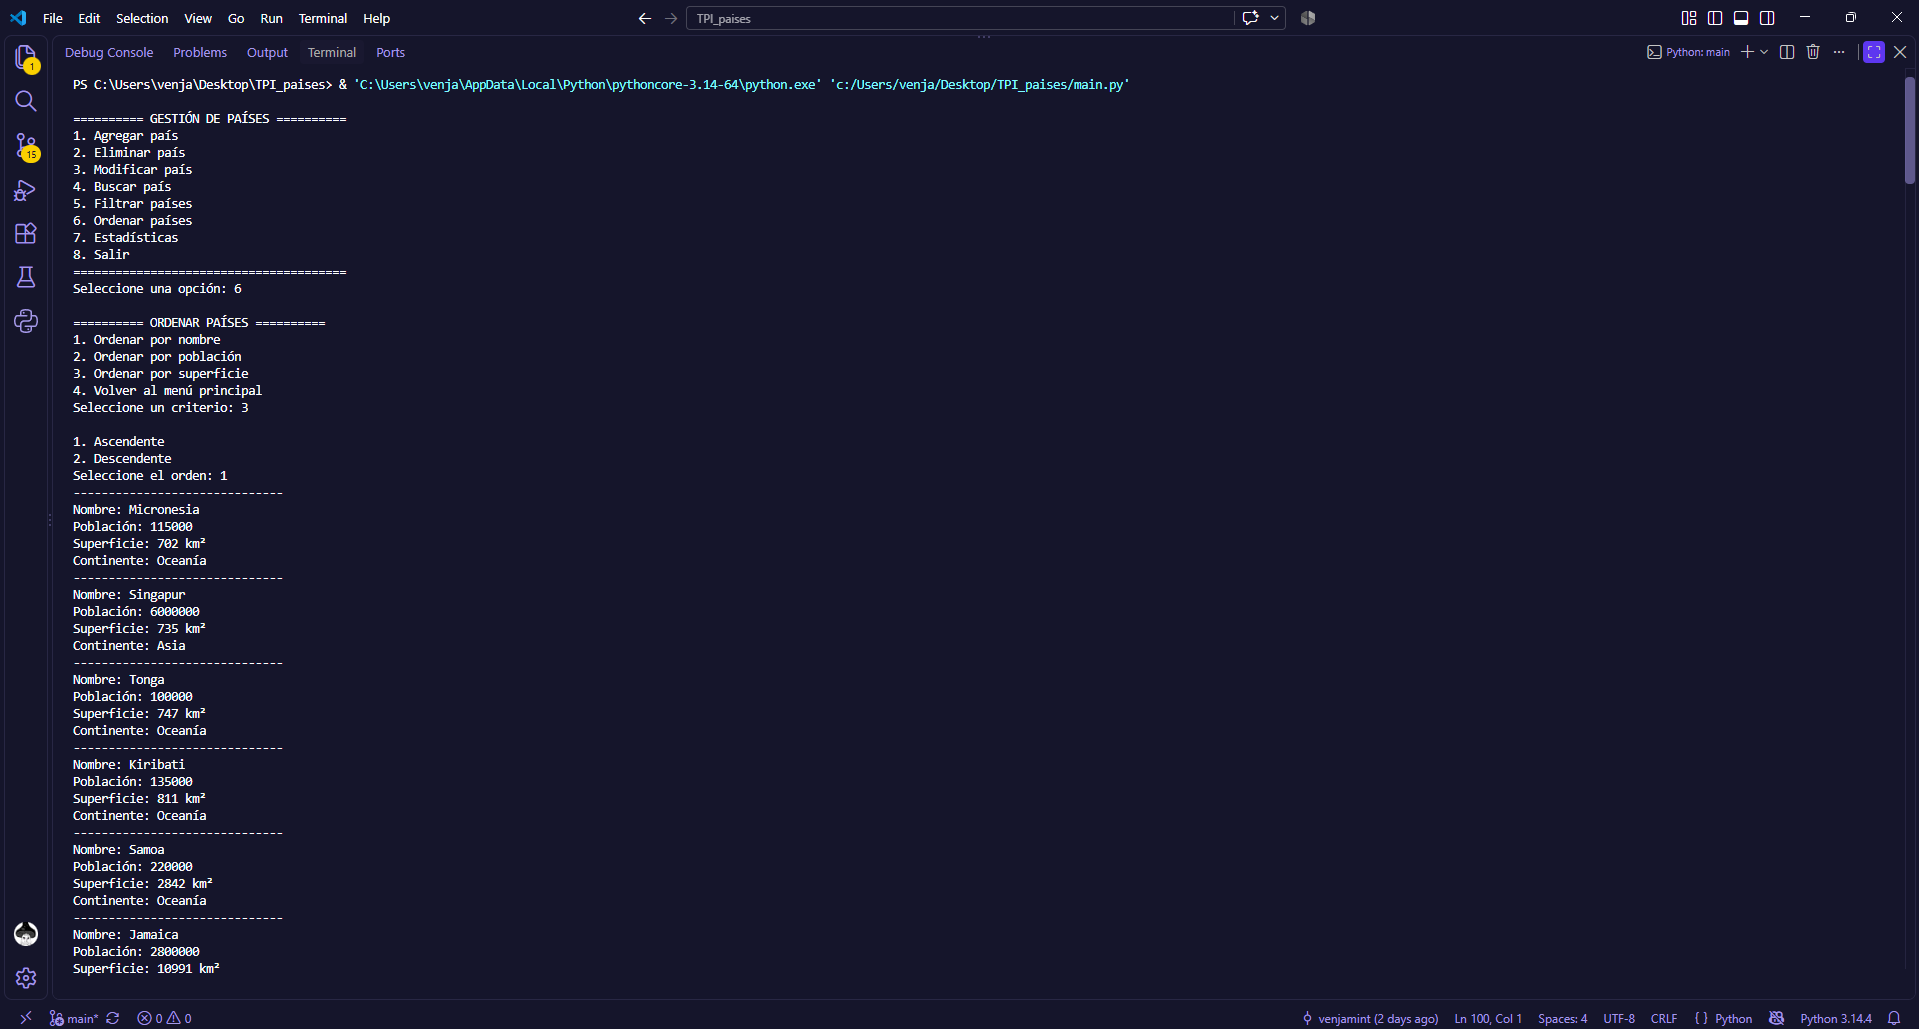 File Edit Selection View Go Run Terminal Help
TPI_paises
Debug Console Problems Output Terminal Ports
Python: main
1
15
PS C:\Users\venja\Desktop\TPI_paises> & 'C:\Users\venja\AppData\Local\Python\pythoncore-3.14-64\python.exe' 'c:/Users/venja/Desktop/TPI_paises/main.py'
========== GESTIÓN DE PAÍSES ==========
1. Agregar país
2. Eliminar país
3. Modificar país
4. Buscar país
5. Filtrar países
6. Ordenar países
7. Estadísticas
8. Salir
=======================================
Seleccione una opción: 6
========== ORDENAR PAÍSES ==========
1. Ordenar por nombre
2. Ordenar por población
3. Ordenar por superficie
4. Volver al menú principal
Seleccione un criterio: 3
1. Ascendente
2. Descendente
Seleccione el orden: 1
------------------------------
Nombre: Micronesia
Población: 115000
Superficie: 702 km²
Continente: Oceanía
------------------------------
Nombre: Singapur
Población: 6000000
Superficie: 735 km²
Continente: Asia
------------------------------
Nombre: Tonga
Población: 100000
Superficie: 747 km²
Continente: Oceanía
------------------------------
Nombre: Kiribati
Población: 135000
Superficie: 811 km²
Continente: Oceanía
------------------------------
Nombre: Samoa
Población: 220000
Superficie: 2842 km²
Continente: Oceanía
------------------------------
Nombre: Jamaica
Población: 2800000
Superficie: 10991 km²
main* 0 0 venjamint (2 days ago) Ln 100, Col 1 Spaces: 4 UTF-8 CRLF { } Python Python 3.14.4